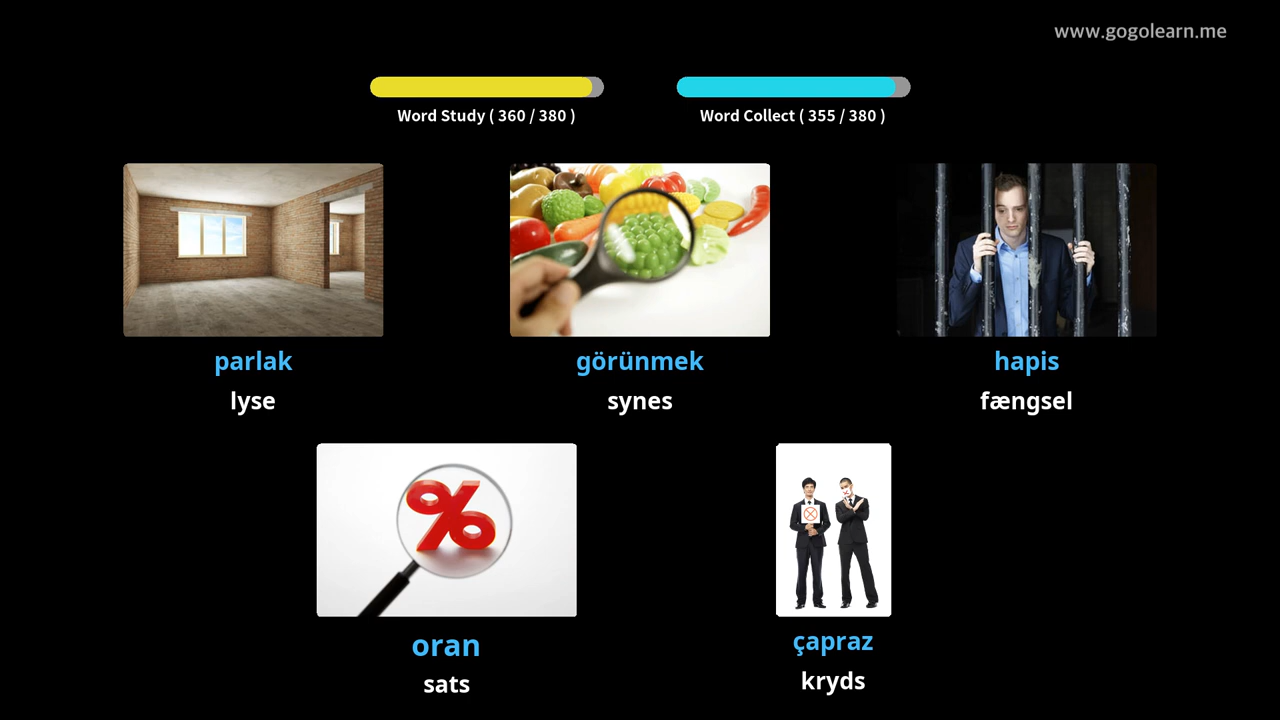 www.gogolearn.me
Word Study ( 360 / 380 )
Word Collect ( 355 / 380 )
parlak
lyse
görünmek
synes
hapis
fængsel
oran
sats
çapraz
kryds